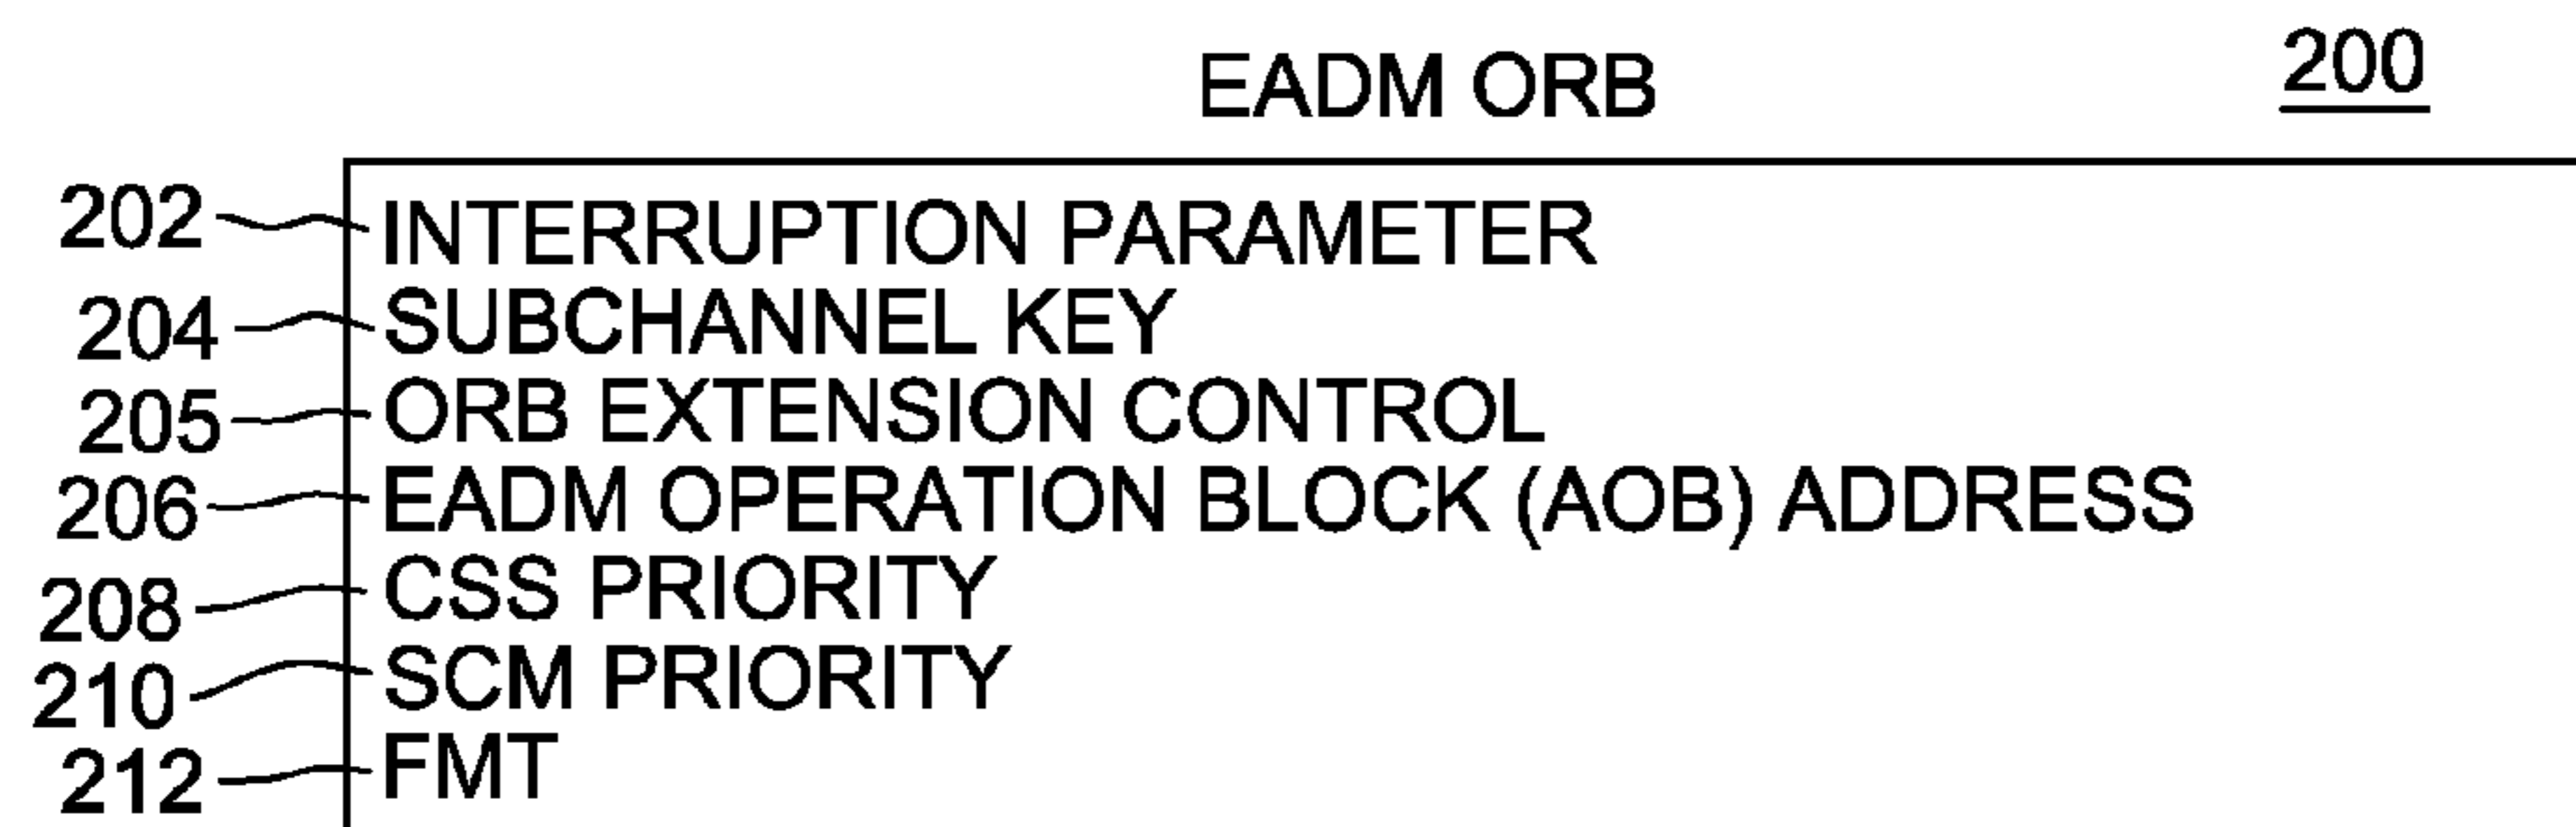 EADM ORB 200
202 INTERRUPTION PARAMETER
204 SUBCHANNEL KEY
205 ORB EXTENSION CONTROL
206 EADM OPERATION BLOCK (AOB) ADDRESS
208 CSS PRIORITY
210 SCM PRIORITY
212 FMT